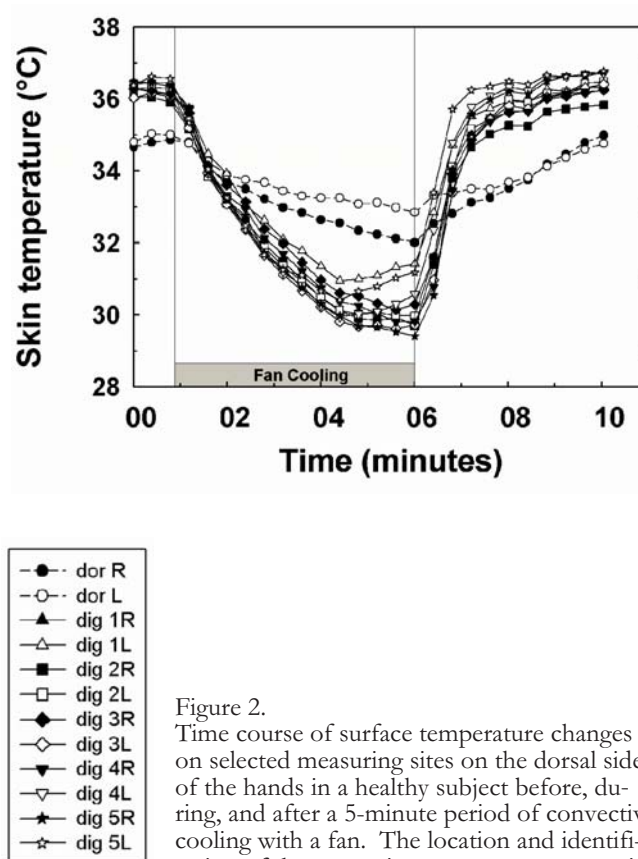 38
36
34
32
30
28
Skin temperature (°C)
Fan Cooling
00 02 04 06 08 10
Time (minutes)
dor R
dor L
dig 1R
dig 1L
dig 2R
dig 2L
dig 3R
dig 3L
dig 4R
dig 4L
dig 5R
dig 5L
Figure 2.
Time course of surface temperature changes
on selected measuring sites on the dorsal side
of the hands in a healthy subject before, du-
ring, and after a 5-minute period of convectiv
cooling with a fan. The location and identifi-